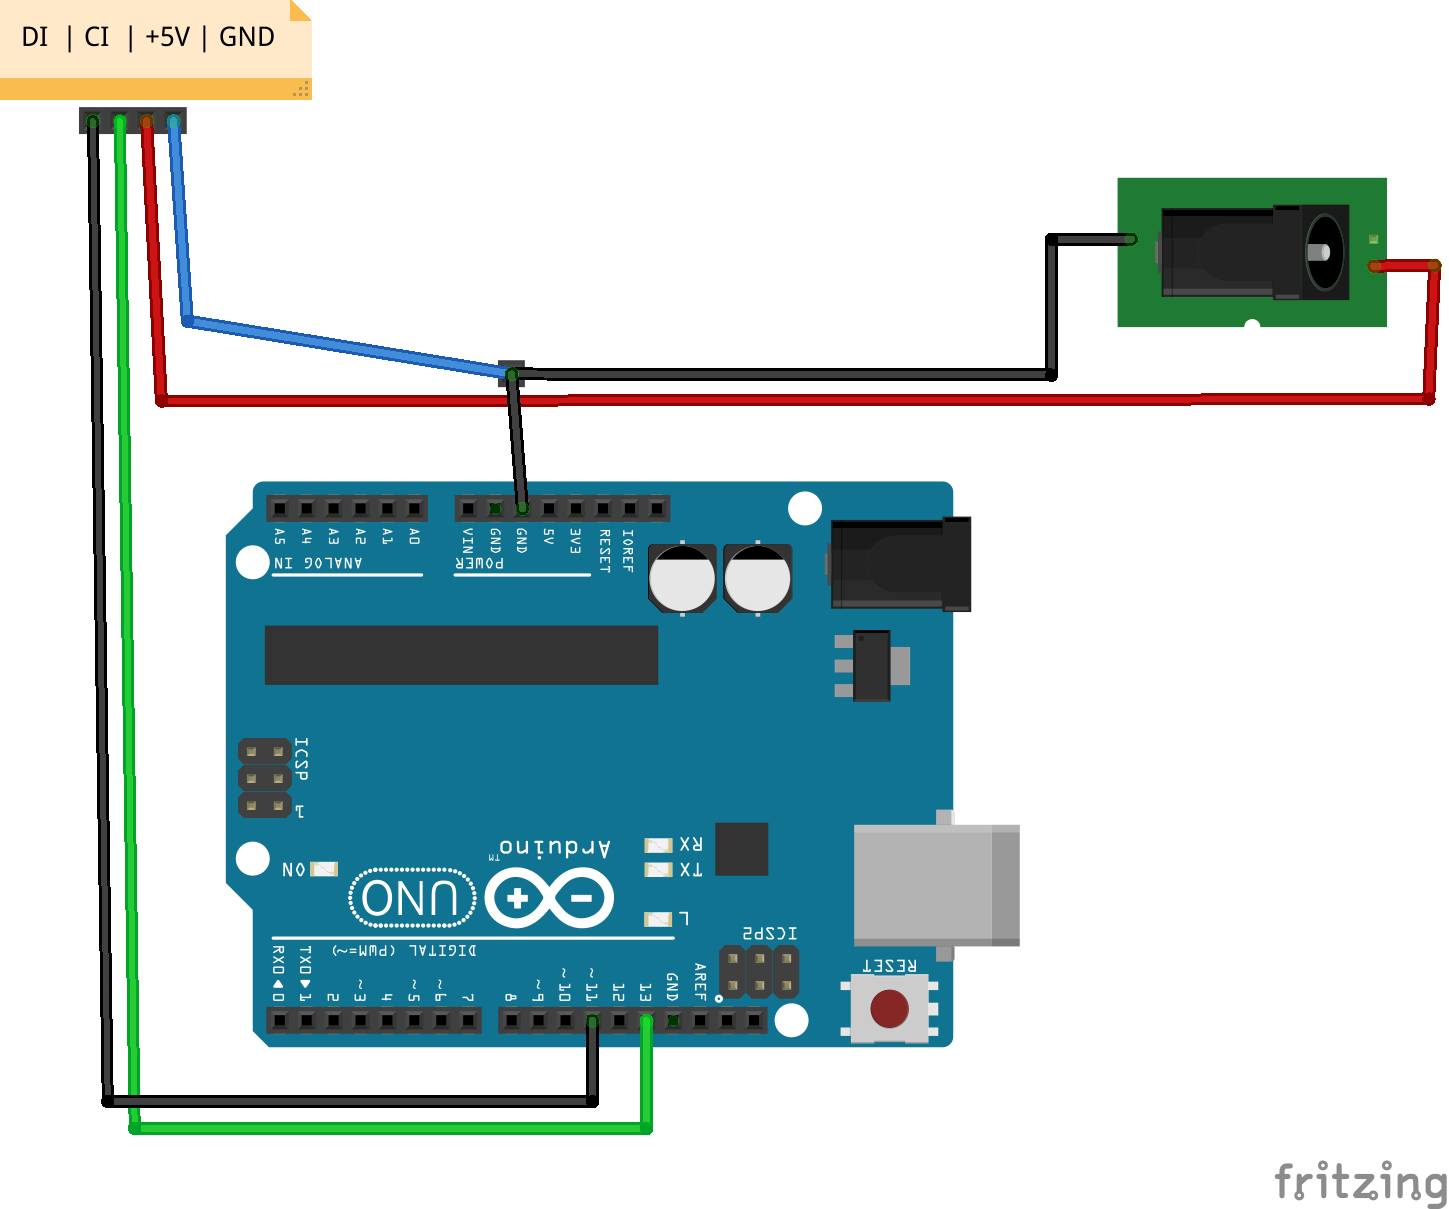 DI | CI | +5V | GND
A5 A4 A3 A2 A1 A0
VIN GND GND 5V 3V3 RESET IOREF
ANALOG IN
POWER
ICSP
1
Arduino™
RX
ON
TX
UNO
L
ICSP2
DIGITAL (PWM=~)
RESET
RX0◀0 TX0▶1 2 ~3 4 ~5 ~6 7 8 ~9 ~10 ~11 12 13 GND AREF
fritzing